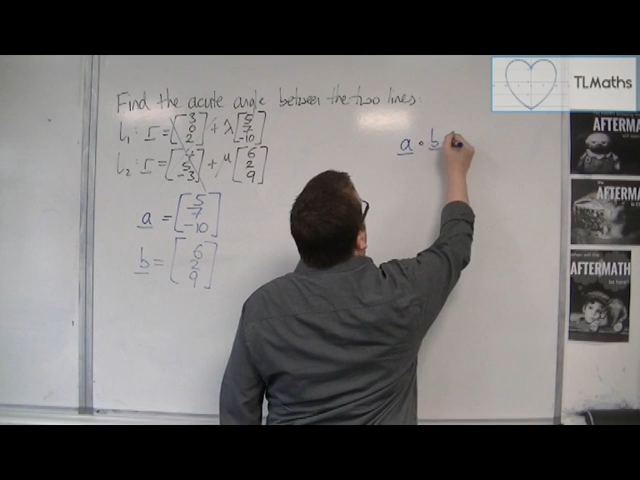 TLMaths
Find the acute angle between the two lines.
l₁: r = [3 0 2] + λ [5 7 -10]
l₂: r = [4 5 -3] + μ [6 2 9]
a · b
a = [5 7 -10]
b = [6 2 9]
AFTERMATH
AFTERMATH
AFTERMATH